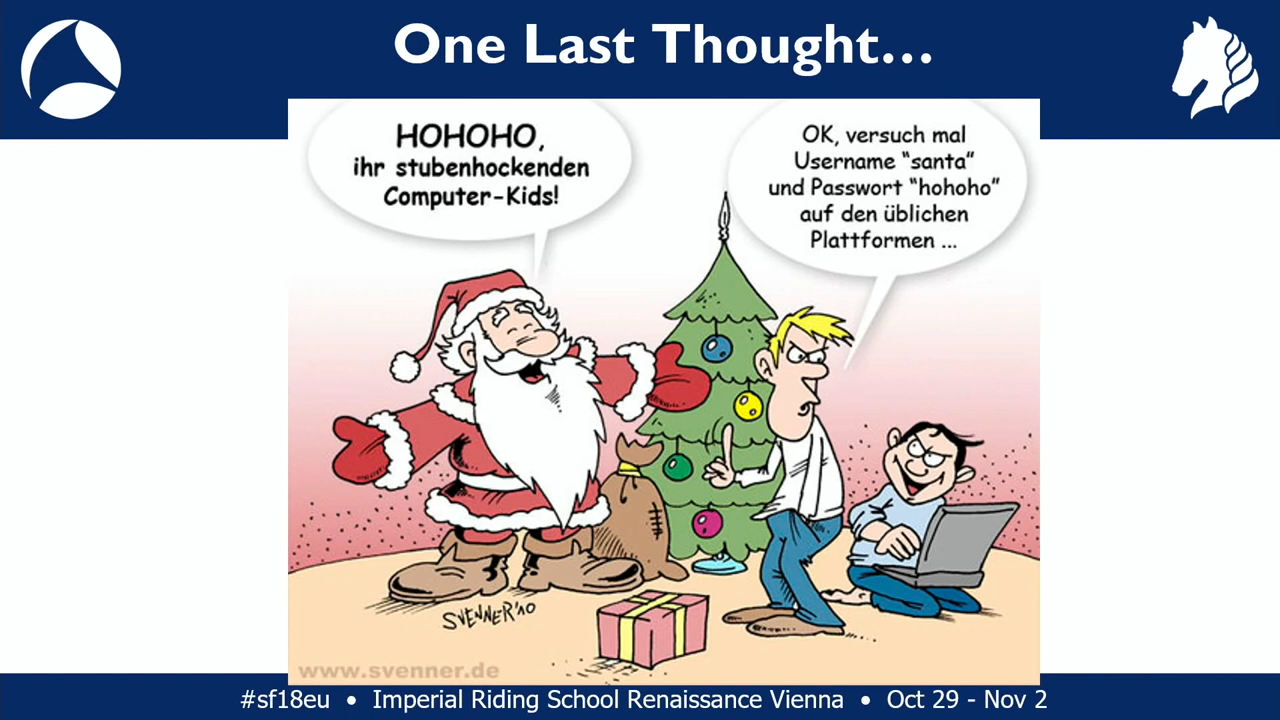 One Last Thought...
HOHOHO,
ihr stubenhockenden
Computer-Kids!
OK, versuch mal
Username “santa”
und Passwort “hohoho”
auf den üblichen
Plattformen ...
SVENNER'10
www.svenner.de
#sf18eu • Imperial Riding School Renaissance Vienna • Oct 29 - Nov 2